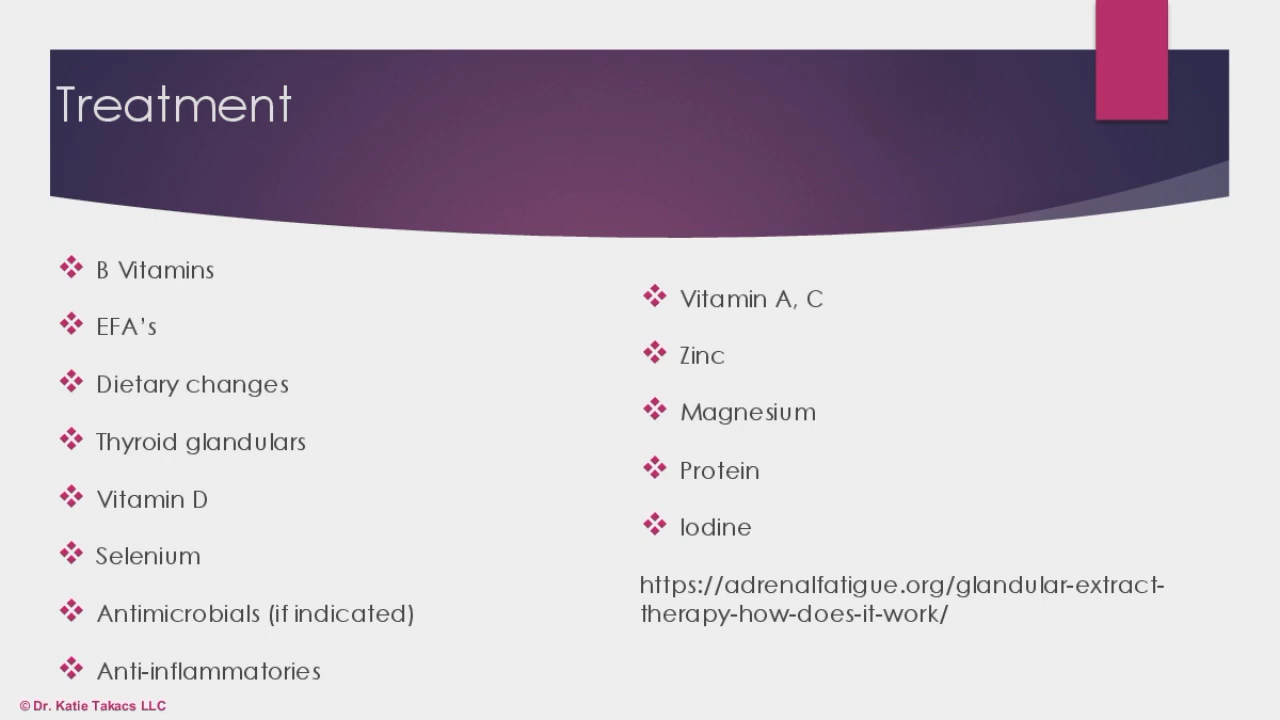 Treatment
B Vitamins
EFA's
Dietary changes
Thyroid glandulars
Vitamin D
Selenium
Antimicrobials (if indicated)
Anti-inflammatories
Vitamin A, C
Zinc
Magnesium
Protein
Iodine
https://adrenalfatigue.org/glandular-extract-
therapy-how-does-it-work/
© Dr. Katie Takacs LLC